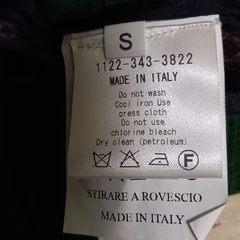 S
1122-343-3822
MADE IN ITALY
Do not wash
Cool iron Use
press cloth
Do not use
chlorine bleach
Dry clean (petroleum)
F
STIRARE A ROVESCIO
MADE IN ITALY